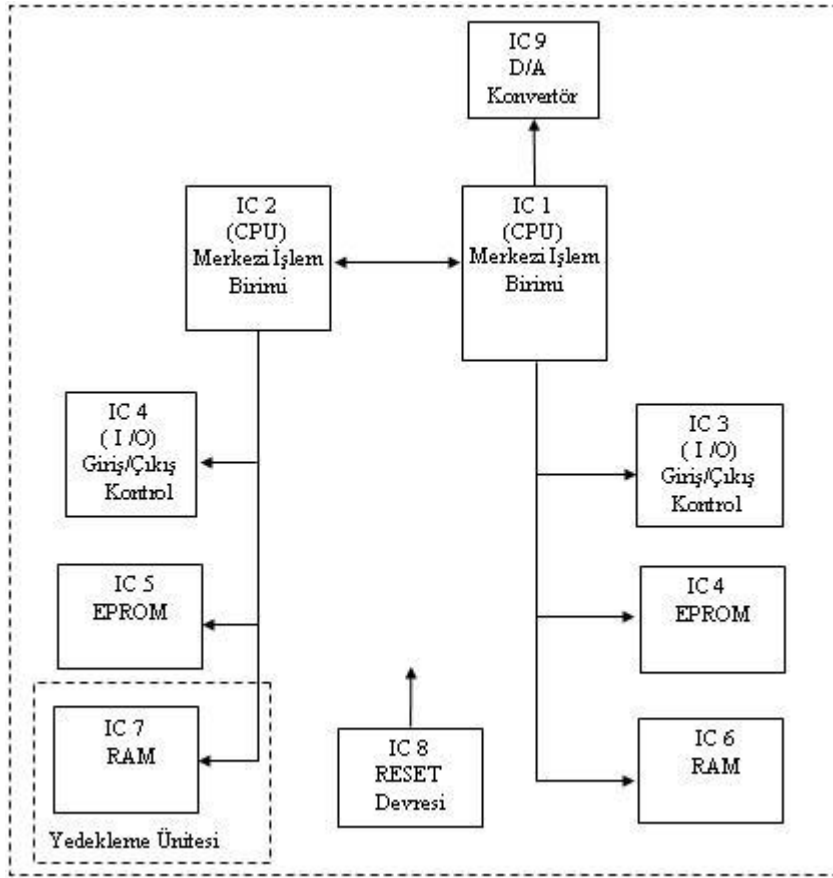 IC 9
D/A
Konvertör
IC 2
(CPU)
Merkezi İşlem
Birimi
IC 1
(CPU)
Merkezi Işlem
Birimi
IC 4
( I /O)
Giriş/Çıkış
Kontrol
IC 3
( I /O)
Giriş/Çıkış
Kontrol
IC 5
EPROM
IC 4
EPROM
IC 7
RAM
Yedekleme Ünitesi
IC 8
RESET
Devresi
IC 6
RAM